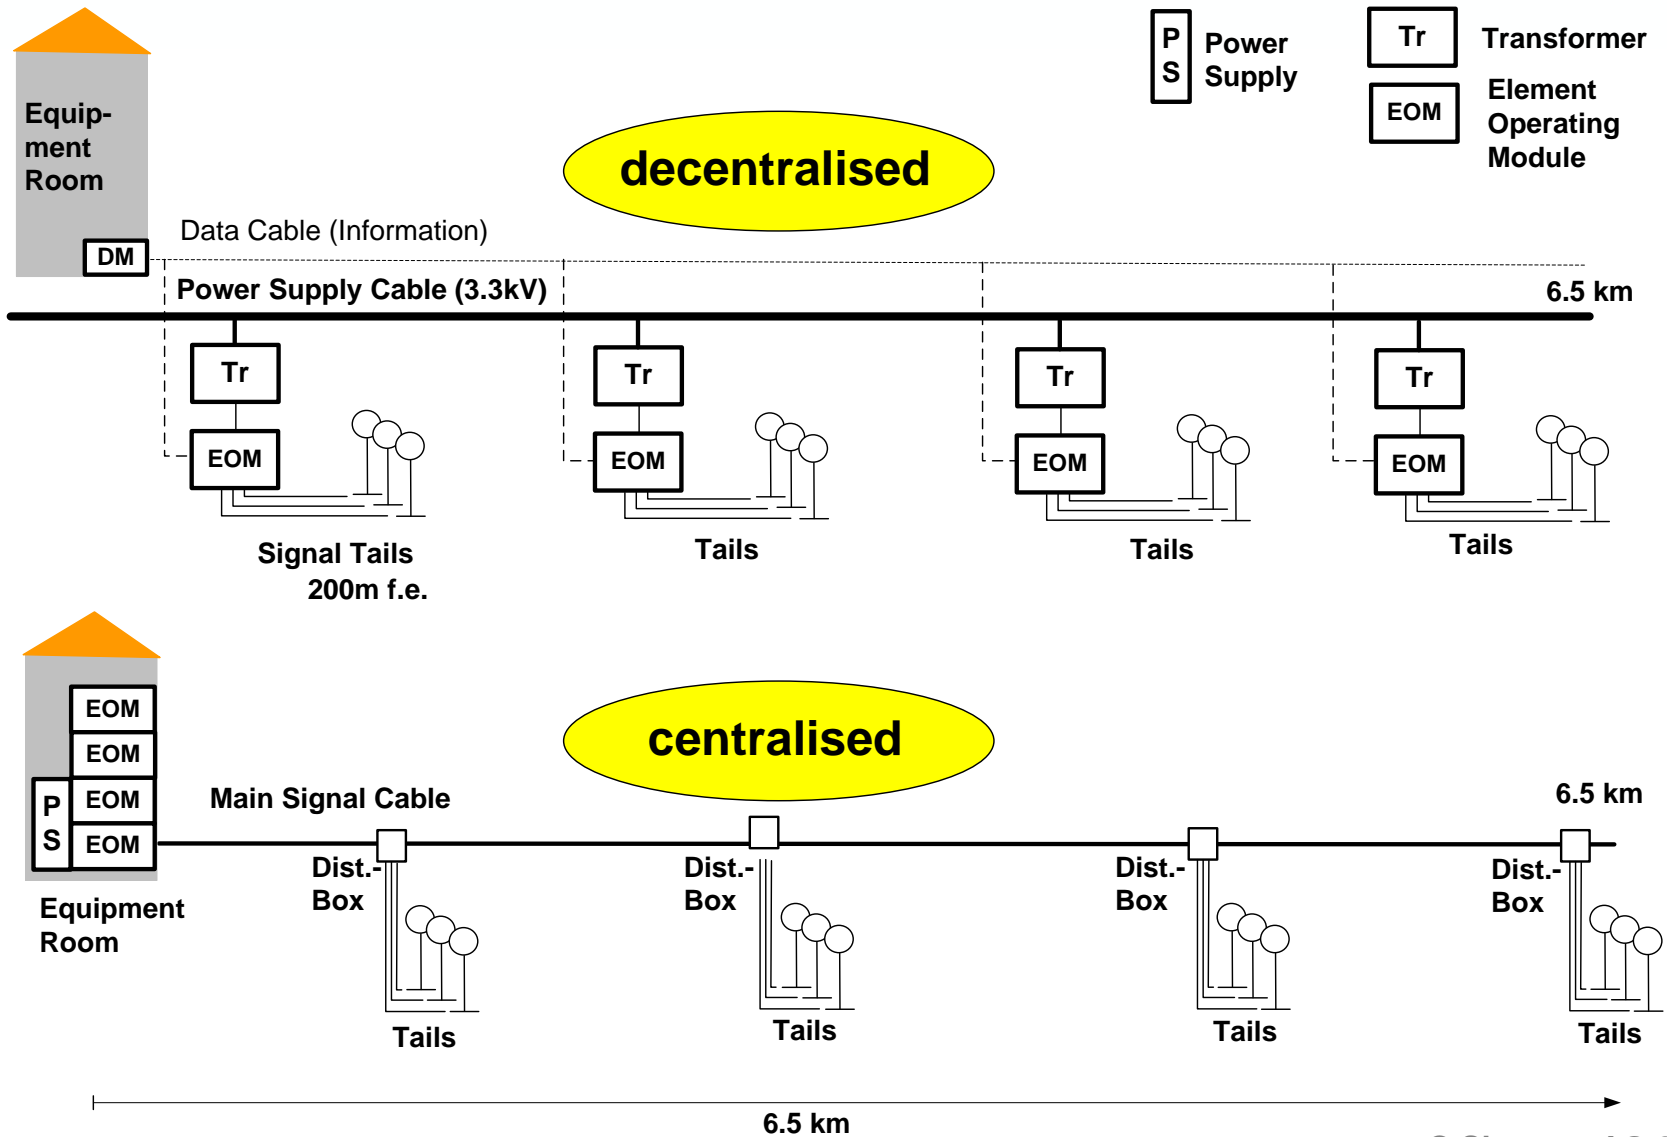 P
S
Power
Supply
Tr
Transformer
EOM
Element
Operating
Module
Equip-
ment
Room
decentralised
Data Cable (Information)
DM
Power Supply Cable (3.3kV)
6.5 km
Tr
Tr
Tr
Tr
EOM
EOM
EOM
EOM
Signal Tails
200m f.e.
Tails
Tails
Tails
centralised
EOM
EOM
EOM
EOM
P
S
Main Signal Cable
6.5 km
Dist.-
Box
Dist.-
Box
Dist.-
Box
Dist.-
Box
Equipment
Room
Tails
Tails
Tails
Tails
6.5 km